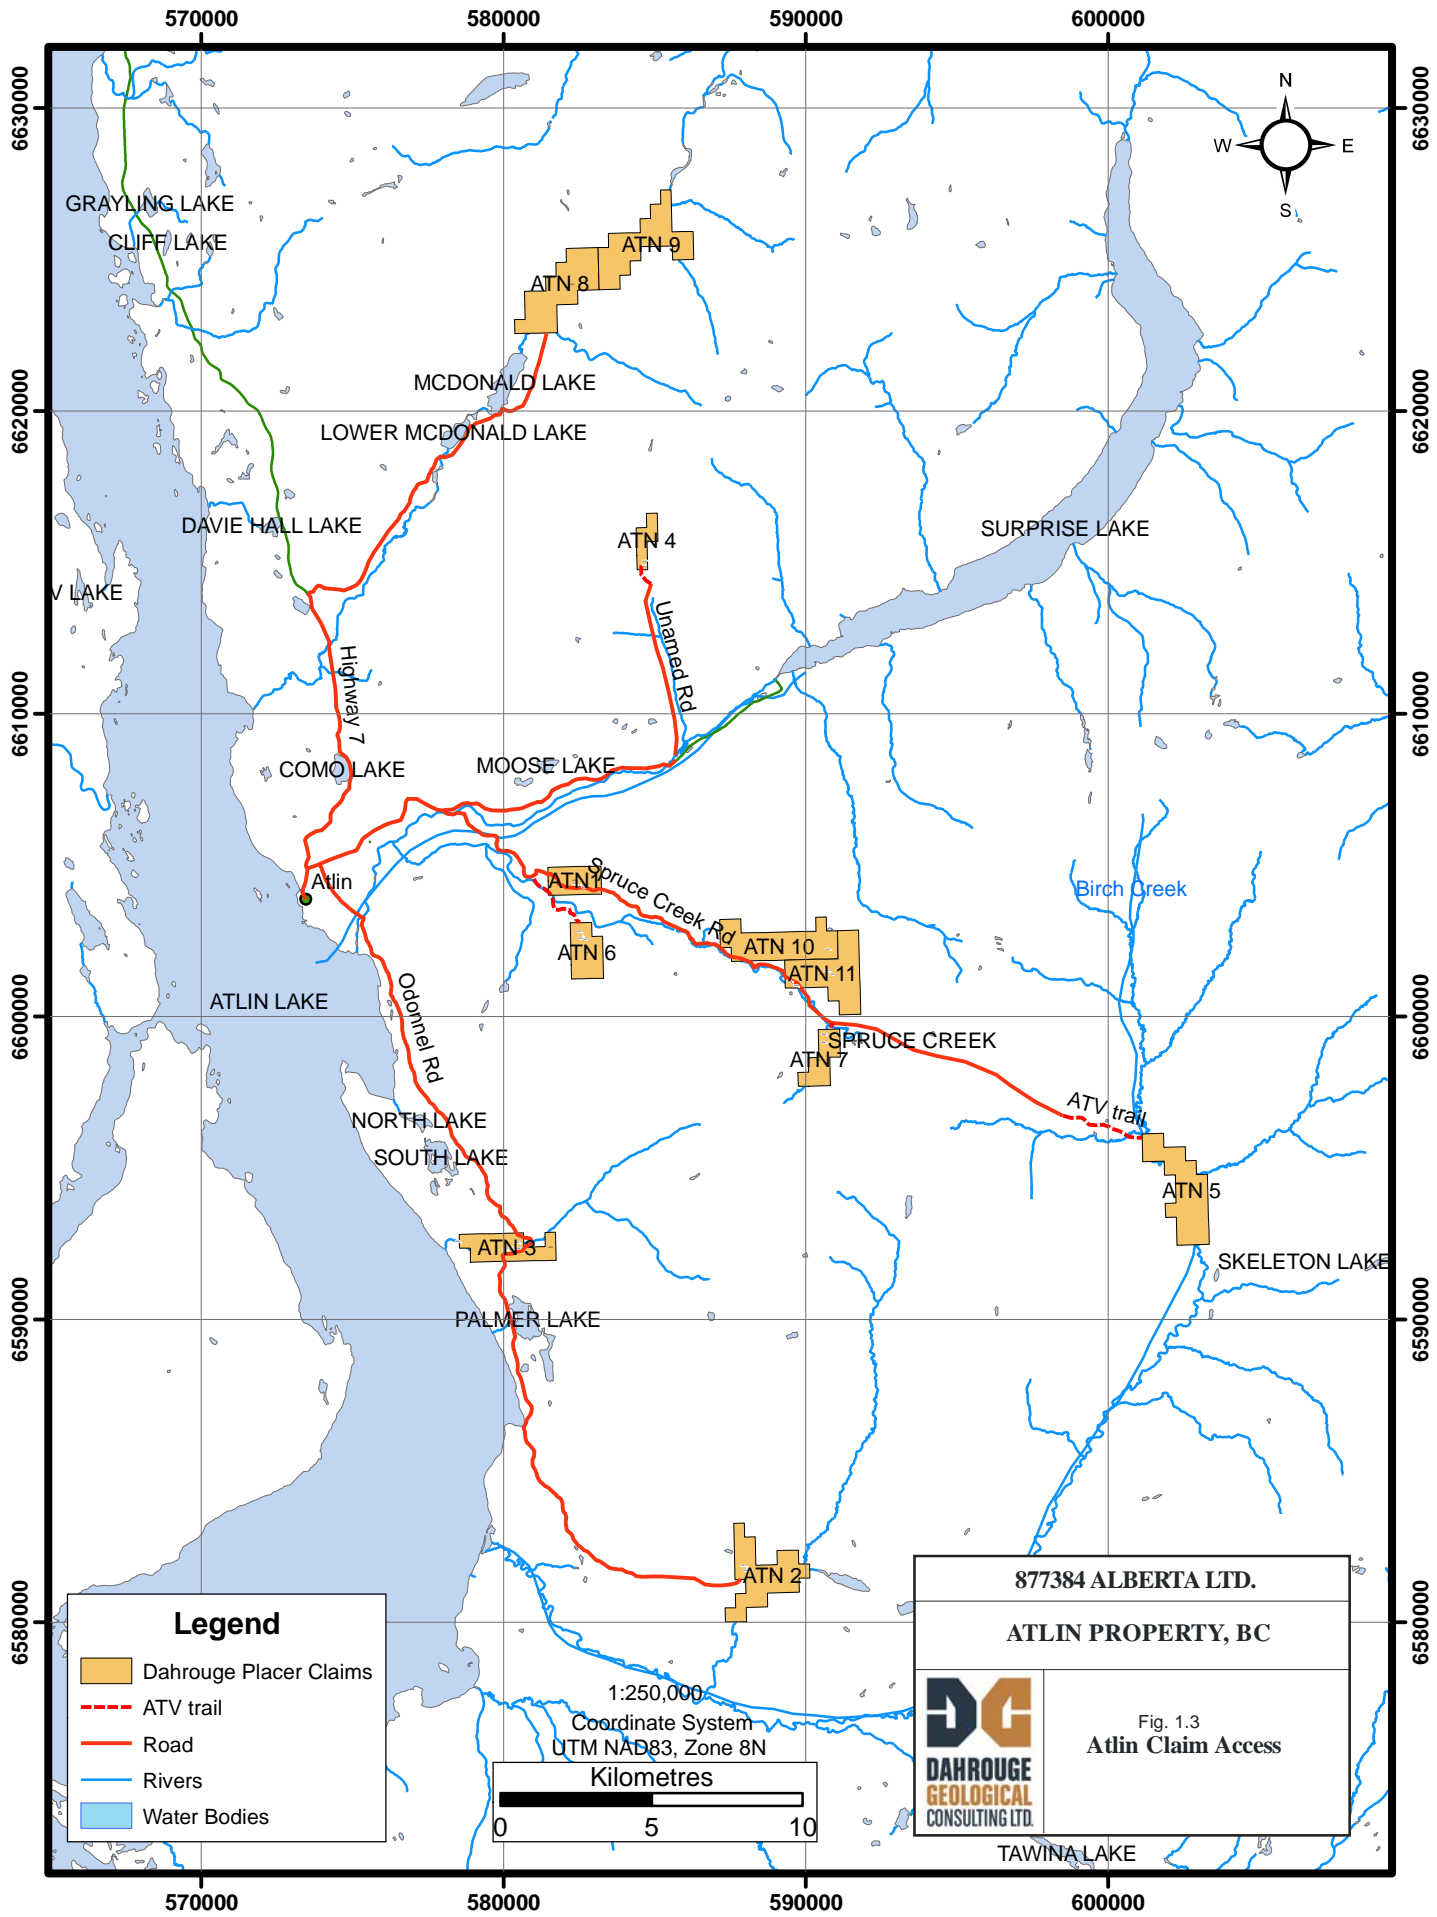 570000 580000 590000 600000
6630000 6630000
N
W E
S
GRAYLING LAKE
CLIFF LAKE
ATN 9
ATN 8
MCDONALD LAKE
6620000 6620000
LOWER MCDONALD LAKE
DAVIE HALL LAKE
ATN 4
SURPRISE LAKE
V LAKE
Unamed Rd
Highway 7
6610000 6610000
COMO LAKE
MOOSE LAKE
Atlin
ATN 1
Spruce Creek Rd
Birch Creek
ATN 6
ATN 10
ATN 11
ATLIN LAKE
6600000 6600000
Odonnel Rd
SPRUCE CREEK
ATN 7
ATV trail
NORTH LAKE
SOUTH LAKE
ATN 5
ATN 3
SKELETON LAKE
PALMER LAKE
6590000 6590000
ATN 2
6580000 6580000
Legend
Dahrouge Placer Claims
ATV trail
Road
Rivers
Water Bodies
1:250,000
Coordinate System
UTM NAD83, Zone 8N
Kilometres
0 5 10
877384 ALBERTA LTD.
ATLIN PROPERTY, BC
DAHROUGE
GEOLOGICAL
CONSULTING LTD.
Fig. 1.3
Atlin Claim Access
TAWINA LAKE
570000 580000 590000 600000